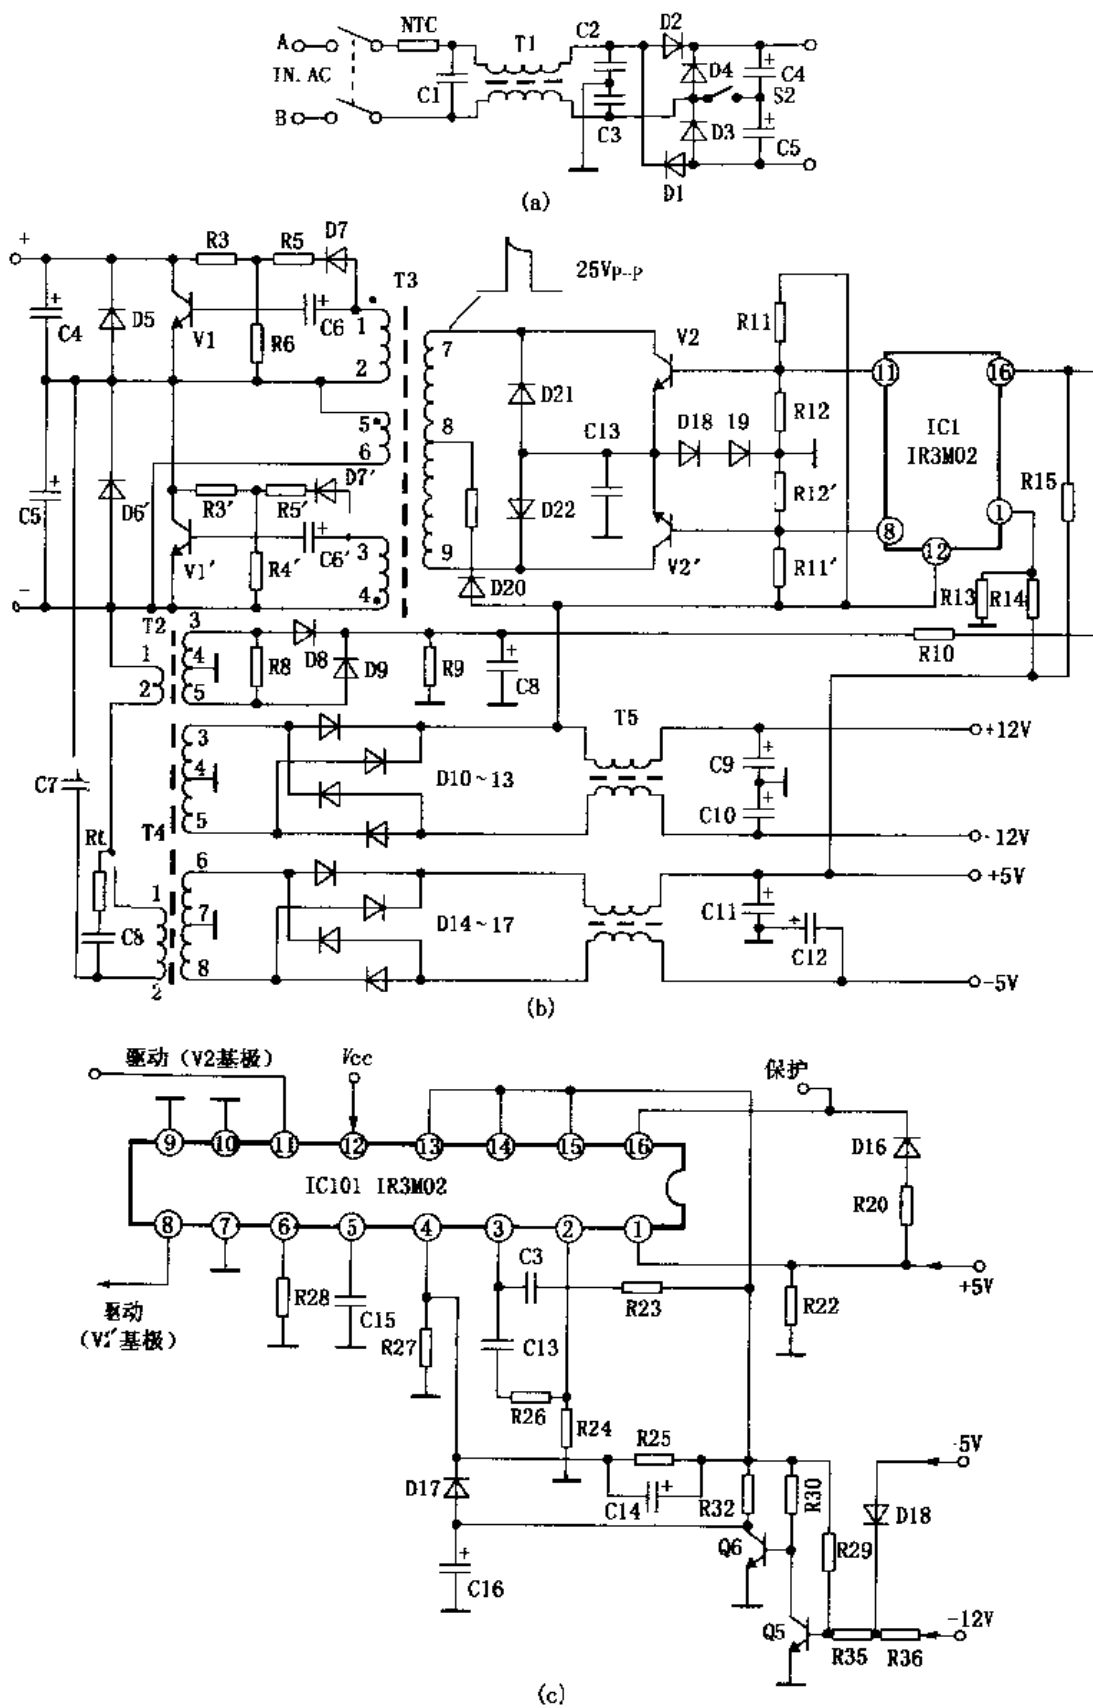 NTC
T1
C2
D2
A
IN. AC
C1
D4
C4
S2
B
C3
D3
C5
D1
(a)
+
R3
R5
D7
T3
25Vp-p
C4
D5
V1
R6
C6
1
2
7
V2
R11
11
16
D21
R12
IC1
IR3M02
5
6
8
C13
D18 19
R15
C5
D6′
R3′
R5′
D7′
D22
R12′
1
V1′
R4′
C6′
3
4
9
V2′
8
12
R11′
D20
R13
R14
-
T2
3
1
4
2
5
R8
D8
D9
R9
C8
R10
T5
3
4
5
D10~13
C9
+12V
C7
C10
-12V
Rt
T4
6
1
7
C8
8
2
D14~17
C11
+5V
C12
-5V
(b)
驱动（V2基极）
Vcc
保护
9
10
11
12
13
14
15
16
D16
IC101 IR3M02
R20
8
7
6
5
4
3
2
1
C3
R23
+5V
驱动
（V2′基极）
R28
C15
R27
C13
R22
R26
R24
R25
-5V
D17
C14
R32
R30
D18
Q6
R29
C16
-12V
Q5
R35
R36
(c)